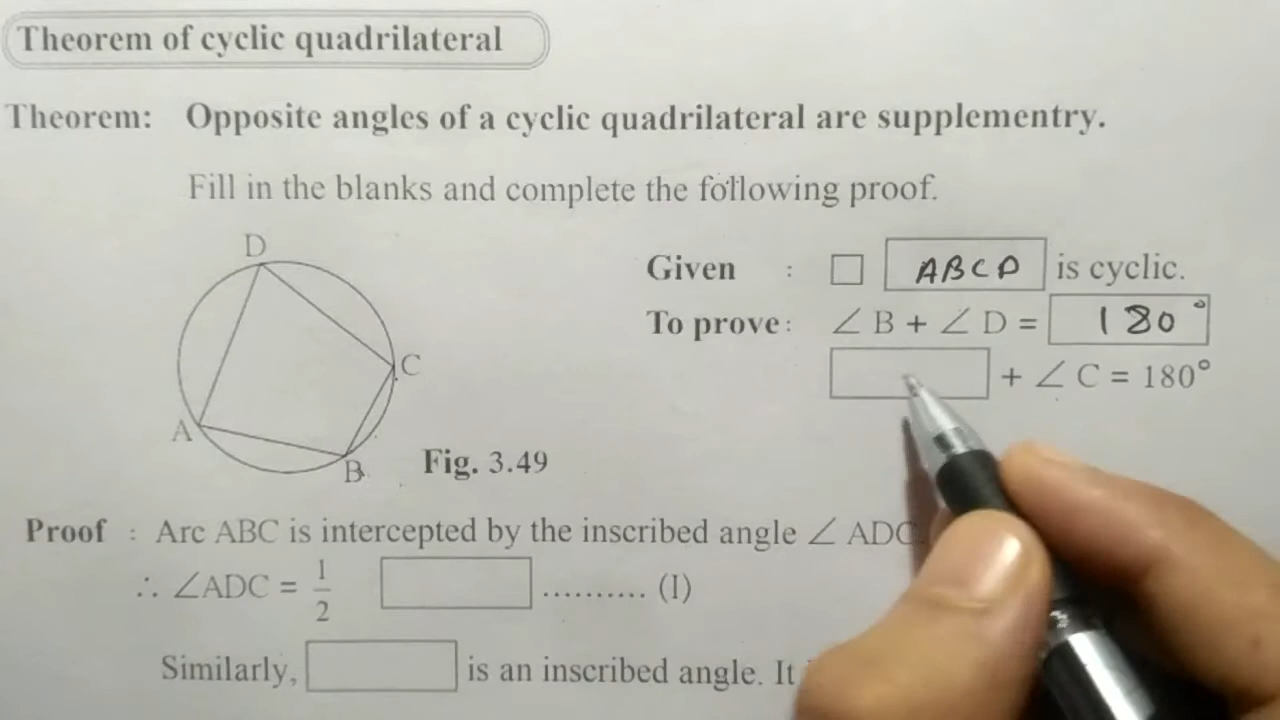 Theorem of cyclic quadrilateral
Theorem: Opposite angles of a cyclic quadrilateral are supplementry.
Fill in the blanks and complete the following proof.
Given : □ ABCD is cyclic.
To prove: ∠ B + ∠ D = 180°
+ ∠ C = 180°
D
C
A
B
Fig. 3.49
Proof : Arc ABC is intercepted by the inscribed angle ∠ ADC
∴ ∠ADC = 1/2 .......... (I)
Similarly, is an inscribed angle. It